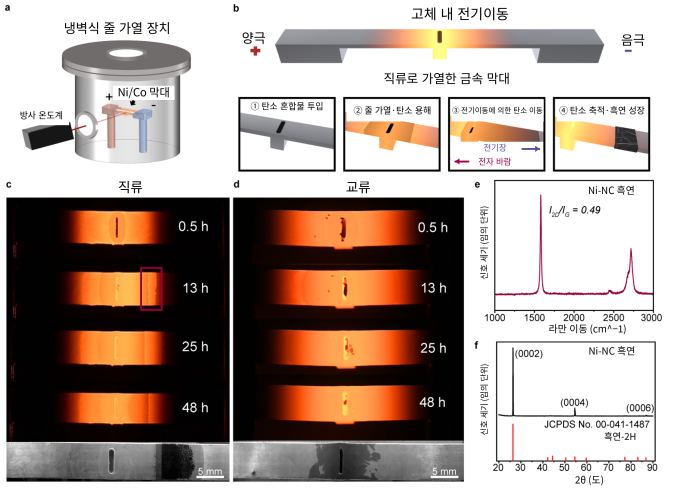 a
냉벽식 줄 가열 장치
Ni/Co 막대
+
-
방사 온도계
b
고체 내 전기이동
양극
+
음극
-
직류로 가열한 금속 막대
① 탄소 혼합물 투입
② 줄 가열·탄소 용해
③ 전기이동에 의한 탄소 이동
전기장
전자 바람
④ 탄소 축적·흑연 성장
c
직류
0.5 h
13 h
25 h
48 h
5 mm
d
교류
0.5 h
13 h
25 h
48 h
5 mm
e
Ni-NC 흑연
I2D/IG = 0.49
신호 세기 (임의 단위)
1000 1500 2000 2500 3000
라만 이동 (cm^−1)
f
Ni-NC 흑연
(0002)
(0004)
(0006)
JCPDS No. 00-041-1487
흑연-2H
신호 세기 (임의 단위)
20 30 40 50 60 70 80 90
2θ (도)